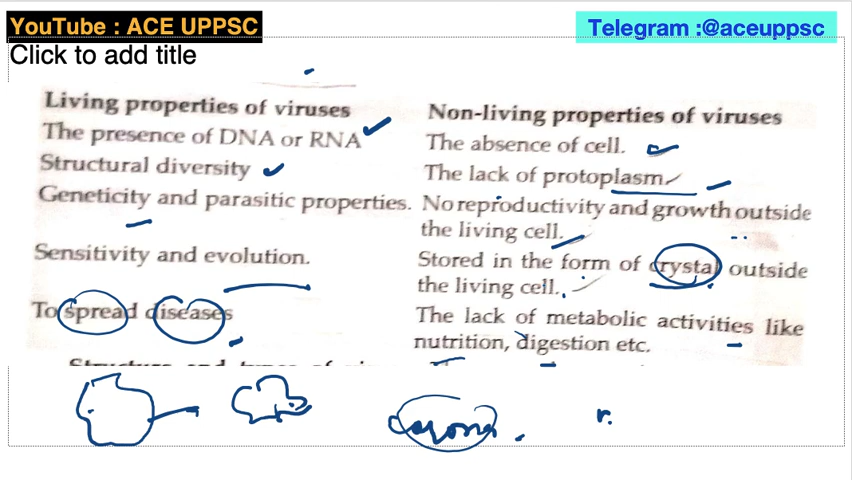 YouTube : ACE UPPSC
Telegram :@aceuppsc
Click to add title
Living properties of viruses
The presence of DNA or RNA
Structural diversity
Geneticity and parasitic properties.
Sensitivity and evolution.
To spread diseases
Non-living properties of viruses
The absence of cell.
The lack of protoplasm
No reproductivity and growth outside
the living cell.
Stored in the form of crystal outside
the living cell.
The lack of metabolic activities like
nutrition, digestion etc.